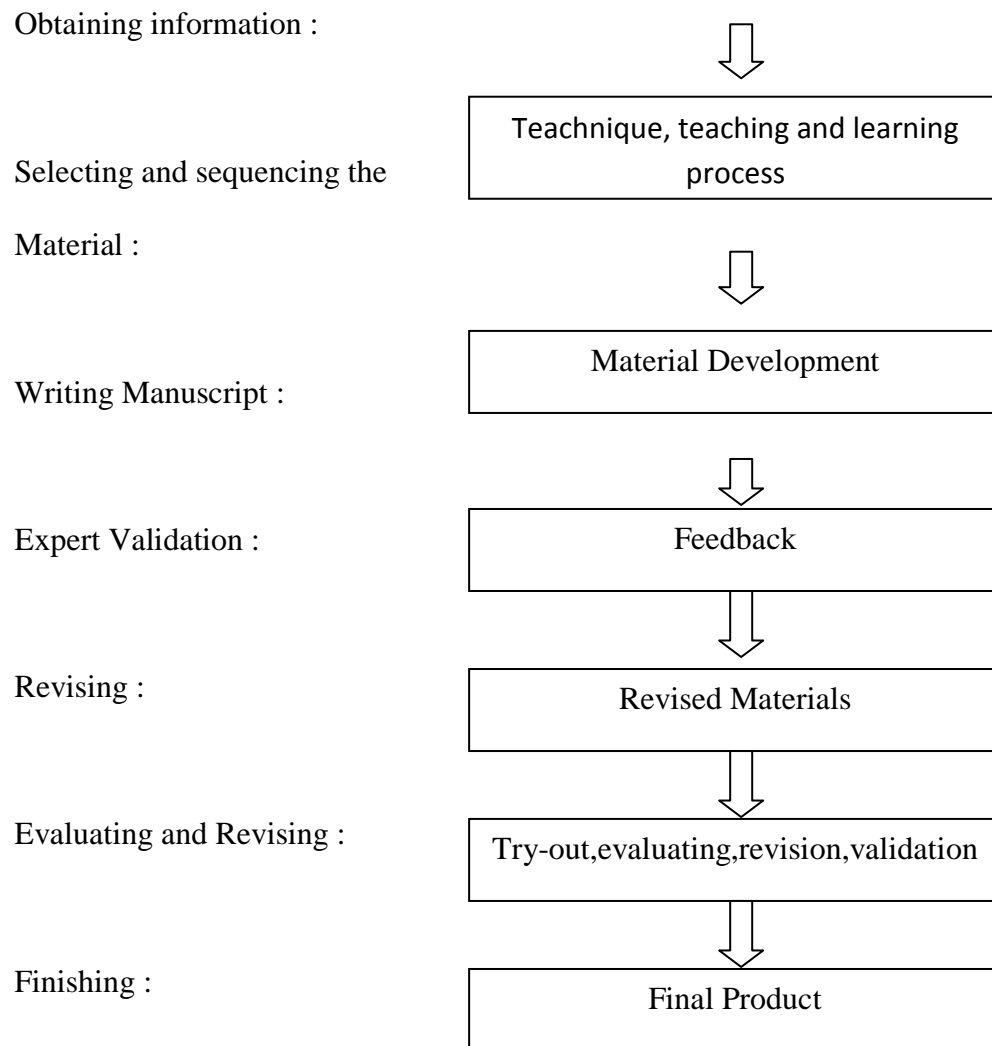 Obtaining information :
Teachnique, teaching and learning
process
Selecting and sequencing the
Material :
Material Development
Writing Manuscript :
Expert Validation :
Feedback
Revising :
Revised Materials
Evaluating and Revising :
Try-out,evaluating,revision,validation
Finishing :
Final Product